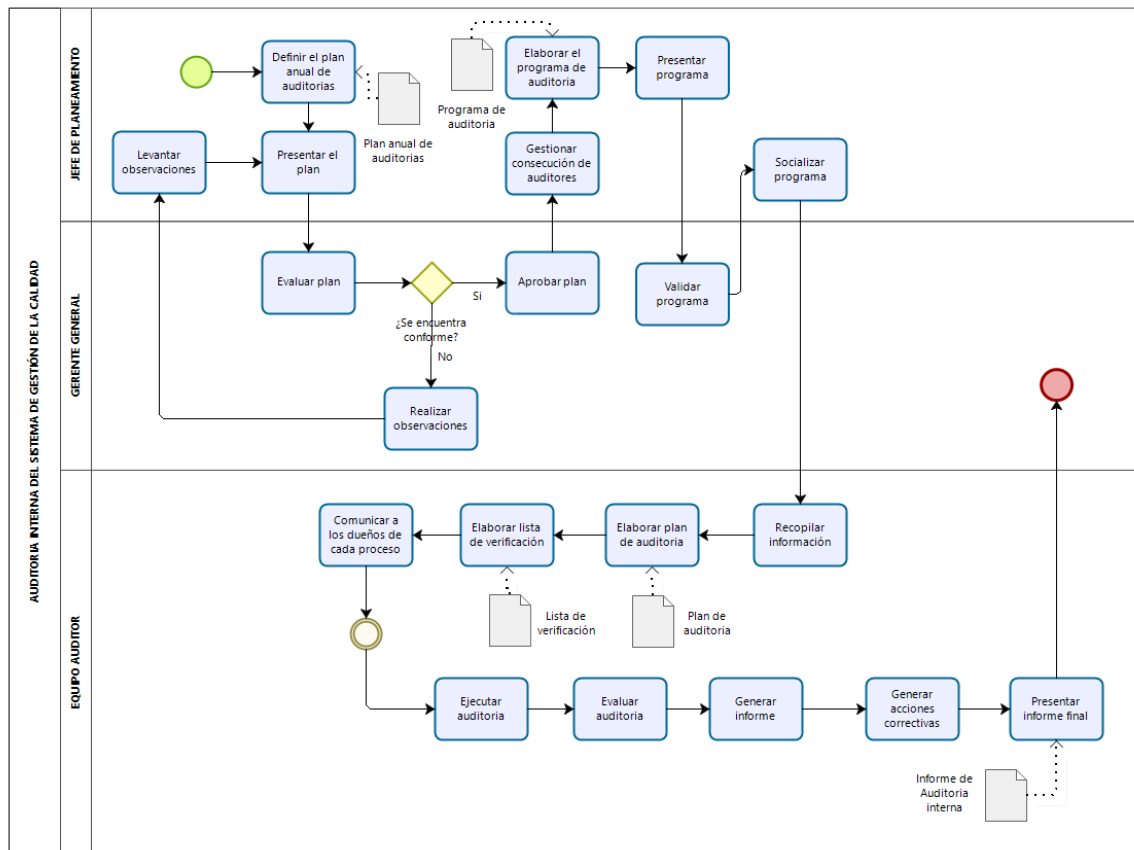 AUDITORIA INTERNA DEL SISTEMA DE GESTIÓN DE LA CALIDAD
JEFE DE PLANEAMIENTO
Definir el plan
anual de
auditorias
Plan anual de
auditorias
Levantar
observaciones
Presentar el
plan
Programa de
auditoria
Elaborar el
programa de
auditoria
Presentar
programa
Gestionar
consecución de
auditores
Socializar
programa
GERENTE GENERAL
Evaluar plan
¿Se encuentra
conforme?
Si
No
Aprobar plan
Validar
programa
Realizar
observaciones
EQUIPO AUDITOR
Comunicar a
los dueños de
cada proceso
Elaborar lista
de verificación
Elaborar plan
de auditoria
Recopilar
información
Lista de
verificación
Plan de
auditoria
Ejecutar
auditoria
Evaluar
auditoria
Generar
informe
Generar
acciones
correctivas
Presentar
informe final
Informe de
Auditoria
interna